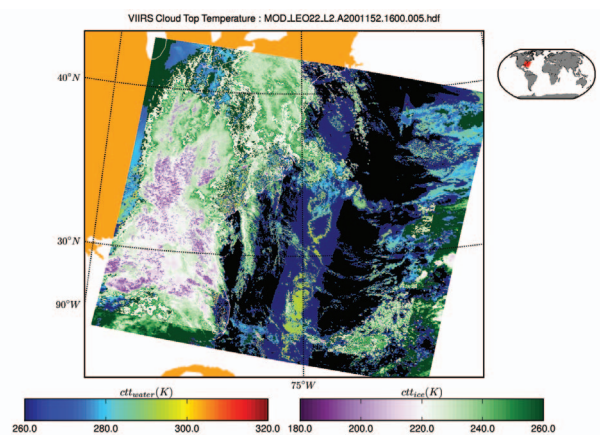 VIIRS Cloud Top Temperature : MOD_LEO22_L2.A2001152.1600.005.hdf
40°N
30°N
90°W
75°W
ctt_water(K)
ctt_ice(K)
260.0 280.0 300.0 320.0
180.0 200.0 220.0 240.0 260.0